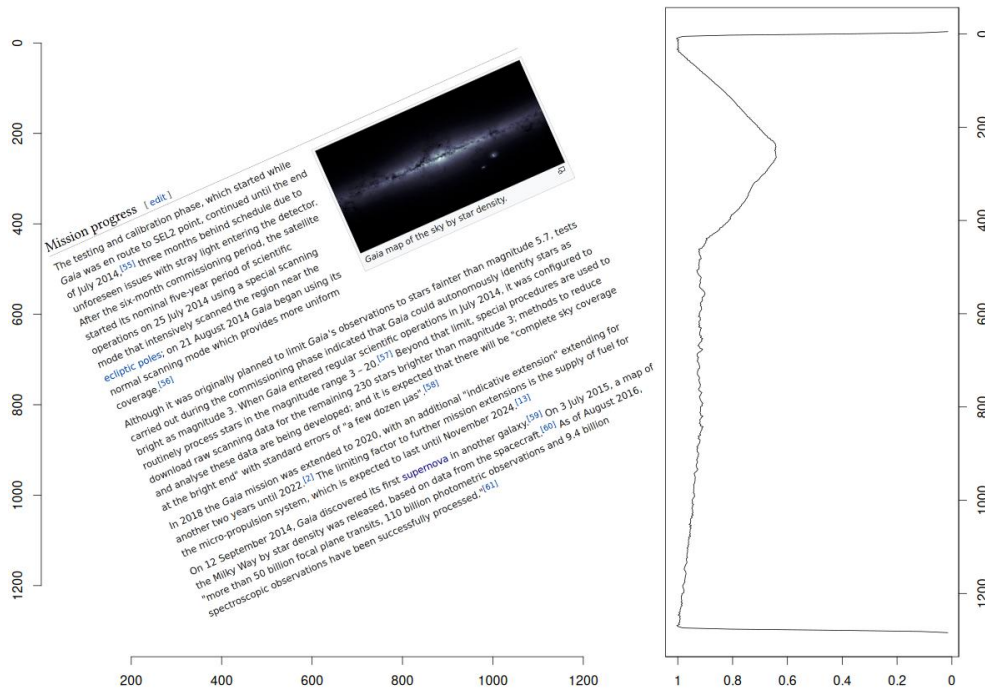 Mission progress [ edit ]
The testing and calibration phase, which started while
Gaia was en route to SEL2 point, continued until the end
of July 2014,[55] three months behind schedule due to
unforeseen issues with stray light entering the detector.
After the six-month commissioning period, the satellite
started its nominal five-year period of scientific
operations on 25 July 2014 using a special scanning
mode that intensively scanned the region near the
ecliptic poles; on 21 August 2014 Gaia began using its
normal scanning mode which provides more uniform
coverage.[56]
Gaia map of the sky by star density.
Although it was originally planned to limit Gaia's observations to stars fainter than magnitude 5.7, tests
carried out during the commissioning phase indicated that Gaia could autonomously identify stars as
bright as magnitude 3. When Gaia entered regular scientific operations in July 2014, it was configured to
routinely process stars in the magnitude range 3 – 20.[57] Beyond that limit, special procedures are used to
download raw scanning data for the remaining 230 stars brighter than magnitude 3; methods to reduce
and analyse these data are being developed; and it is expected that there will be "complete sky coverage
at the bright end" with standard errors of "a few dozen μas".[58]
In 2018 the Gaia mission was extended to 2020, with an additional "indicative extension" extending for
another two years until 2022.[2] The limiting factor to further mission extensions is the supply of fuel for
the micro-propulsion system, which is expected to last until November 2024.[13]
On 12 September 2014, Gaia discovered its first supernova in another galaxy.[59] On 3 July 2015, a map of
the Milky Way by star density was released, based on data from the spacecraft.[60] As of August 2016,
"more than 50 billion focal plane transits, 110 billion photometric observations and 9.4 billion
spectroscopic observations have been successfully processed."[61]
0
200
400
600
800
1000
1200
200 400 600 800 1000 1200
0
200
400
600
800
1000
1200
1 0.8 0.6 0.4 0.2 0